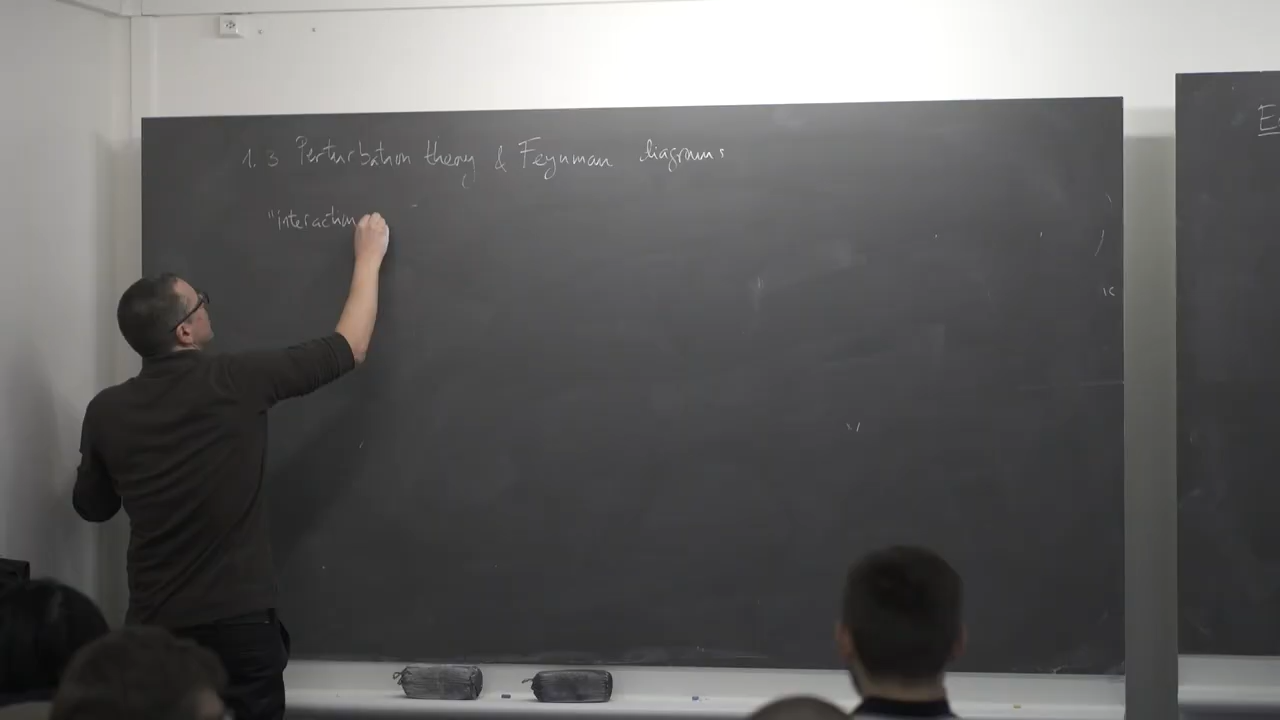 1.3 Perturbation theory & Feynman diagrams
"interaction